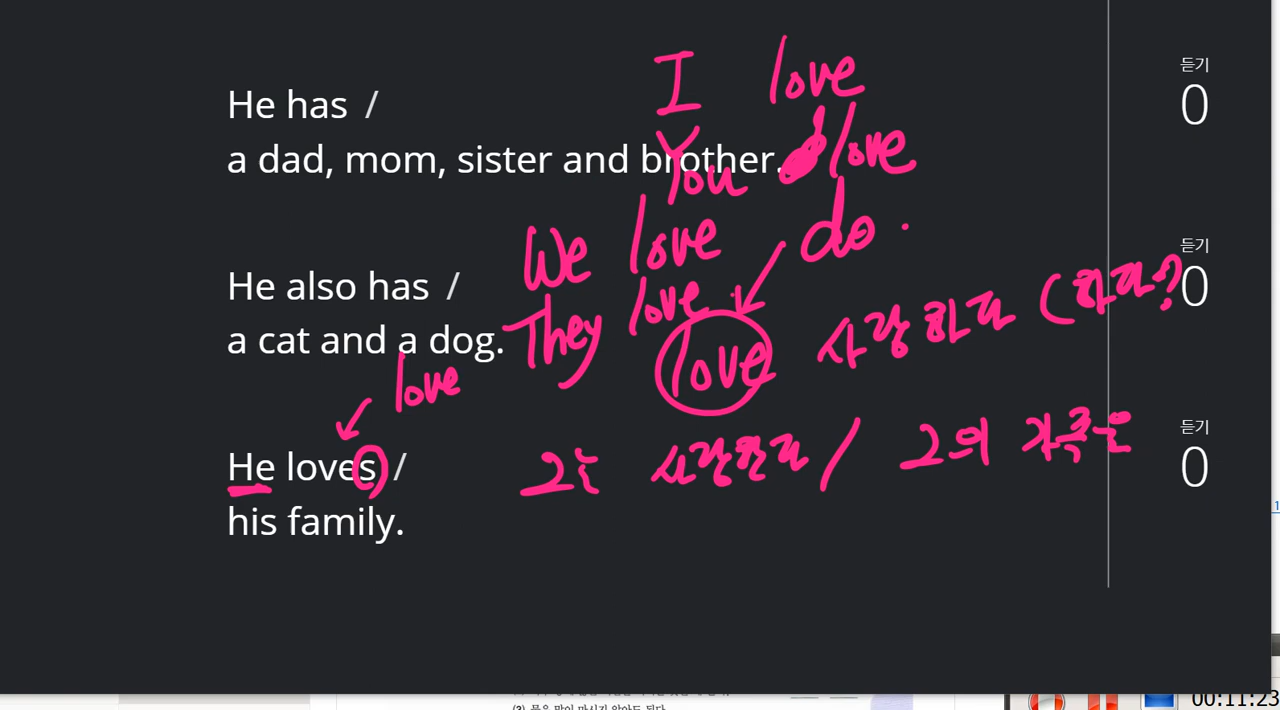 I love
듣기
He has /
0
a dad, mom, sister and brother.
You love
We love
do.
듣기
He also has /
0
They love
사랑하다 (하다?
a cat and a dog.
love
love
듣기
He loves /
그는 사랑한다 / 그의 가족을
0
his family.
00:11:23